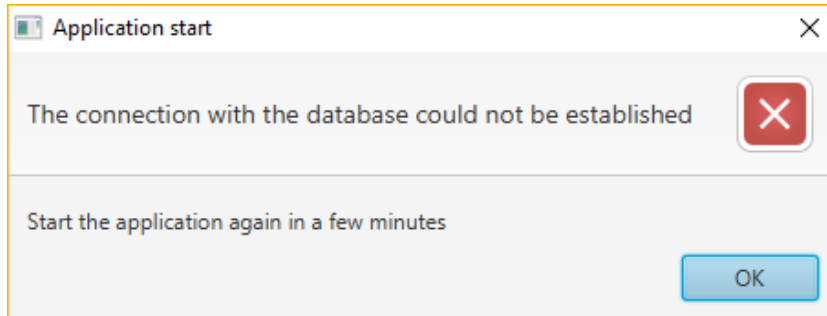 Application start
The connection with the database could not be established
Start the application again in a few minutes
OK